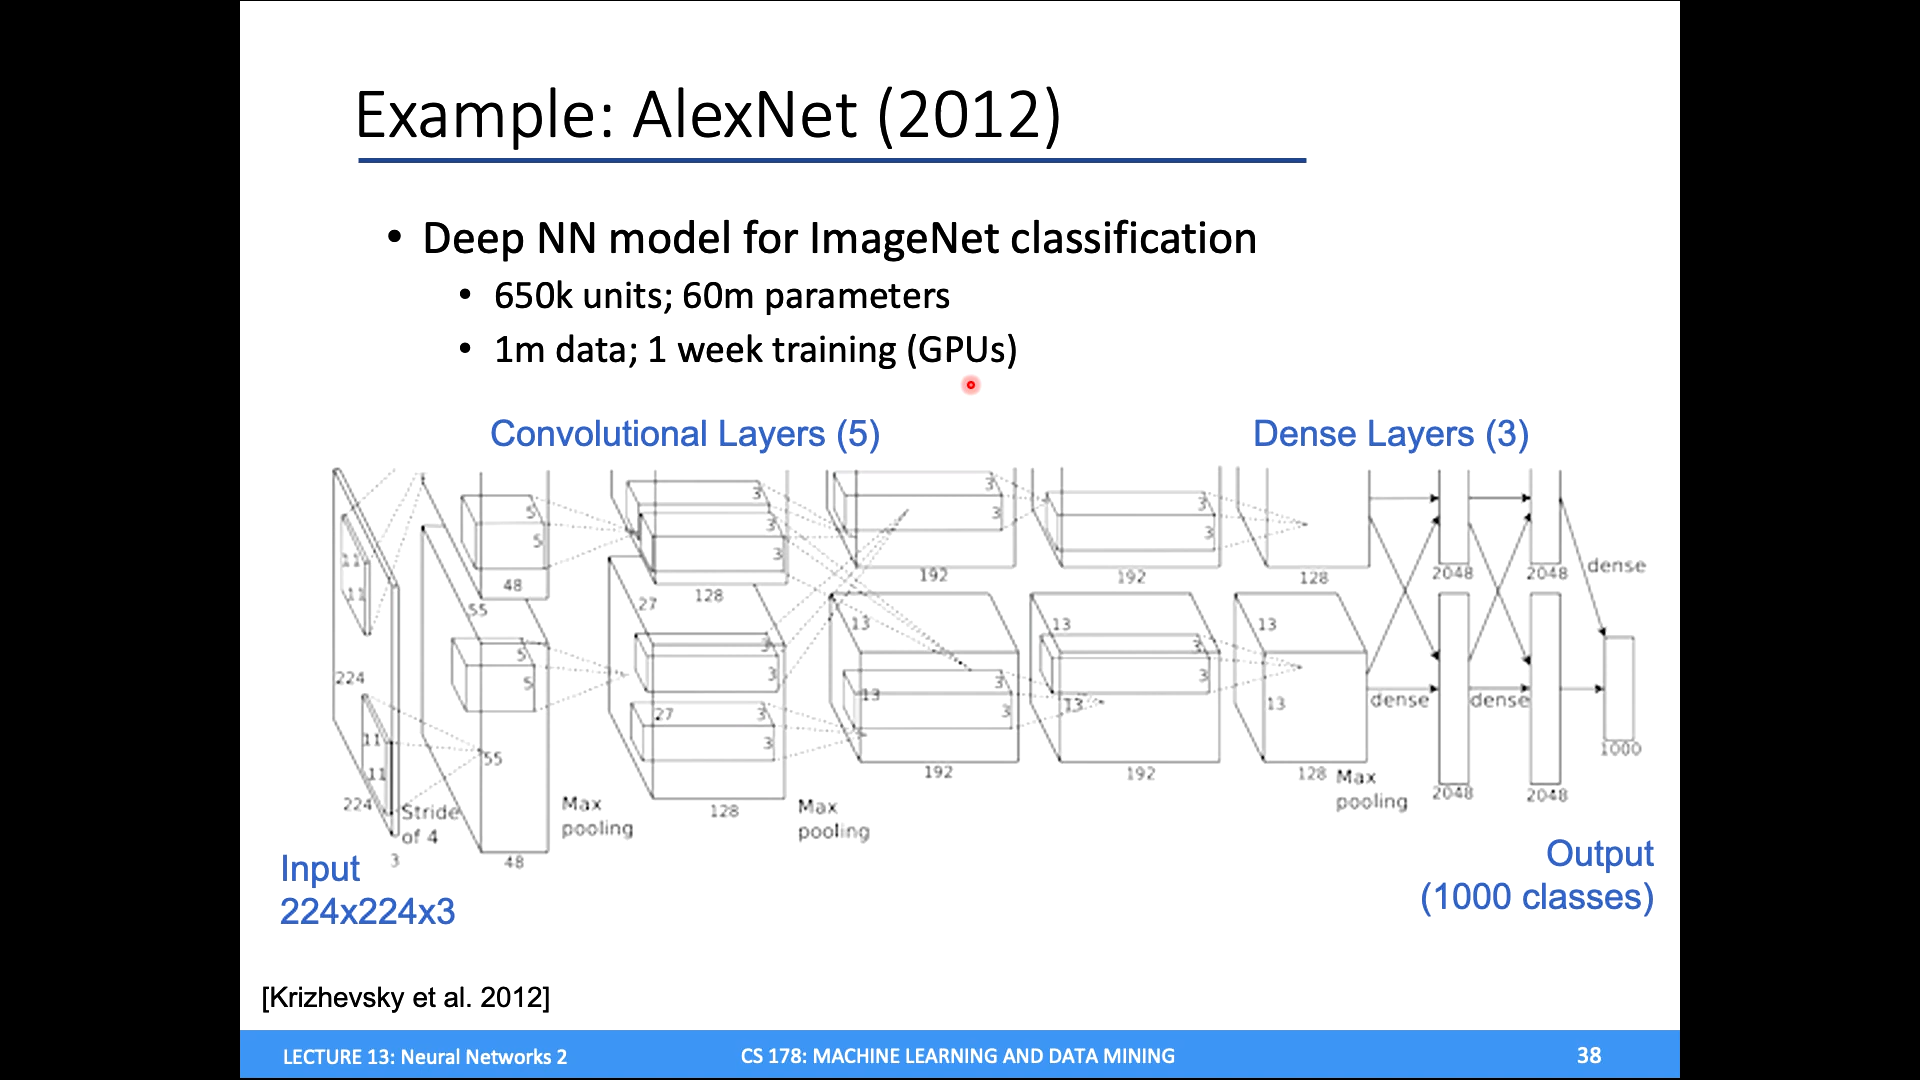 Example: AlexNet (2012)
• Deep NN model for ImageNet classification
• 650k units; 60m parameters
• 1m data; 1 week training (GPUs)
Convolutional Layers (5)
Dense Layers (3)
11
11
5
5
48
55
3
3
3
3
27
128
3
3
192
3
3
192
128
2048
2048
dense
224
11
11
224
5
5
55
3
3
27
3
3
13
13
3
3
13
13
3
3
13
13
dense
dense
1000
Stride
of 4
3
48
Max
pooling
128
Max
pooling
192
192
128
Max
pooling
2048
2048
Input
224x224x3
Output
(1000 classes)
[Krizhevsky et al. 2012]
LECTURE 13: Neural Networks 2
CS 178: MACHINE LEARNING AND DATA MINING
38